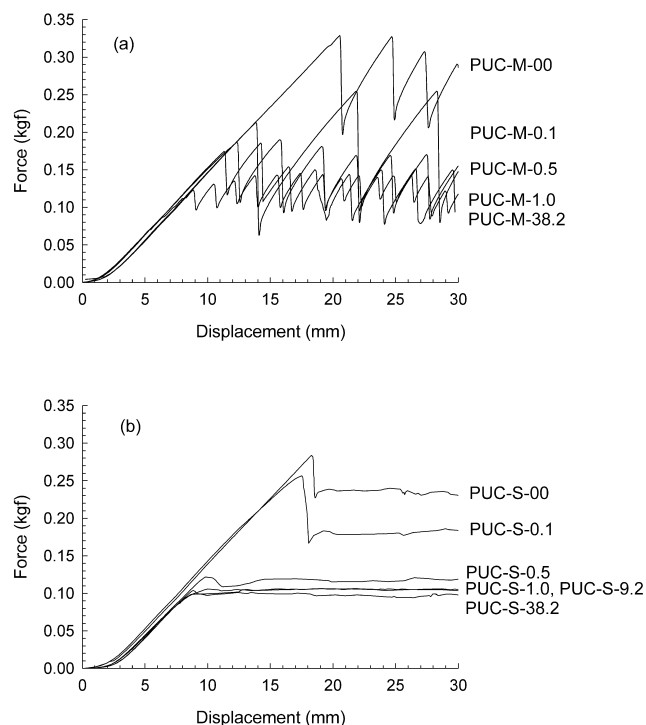 0.35
(a)
0.30
PUC-M-00
0.25
Force (kgf)
0.20
PUC-M-0.1
0.15
PUC-M-0.5
PUC-M-1.0
0.10
PUC-M-38.2
0.05
0.00
0 5 10 15 20 25 30
Displacement (mm)
0.35
(b)
0.30
0.25
PUC-S-00
Force (kgf)
0.20
PUC-S-0.1
0.15
PUC-S-0.5
PUC-S-1.0, PUC-S-9.2
0.10
PUC-S-38.2
0.05
0.00
0 5 10 15 20 25 30
Displacement (mm)